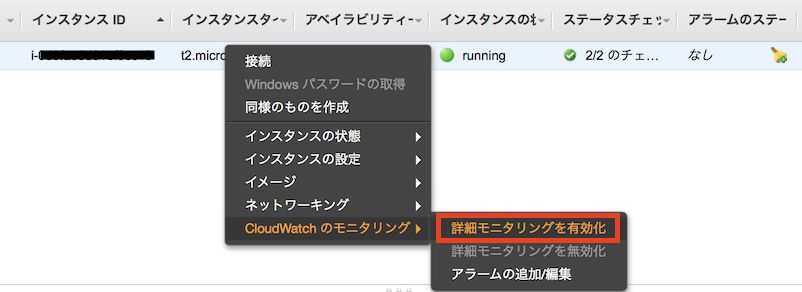 インスタンス ID インスタンスタイ アベイラビリティー インスタンスの状 ステータスチェッ アラームのステー
i-0 t2.micro running 2/2 のチェ… なし
接続
Windows パスワードの取得
同様のものを作成
インスタンスの状態
インスタンスの設定
イメージ
ネットワーキング
CloudWatch のモニタリング 詳細モニタリングを有効化
詳細モニタリングを無効化
アラームの追加/編集